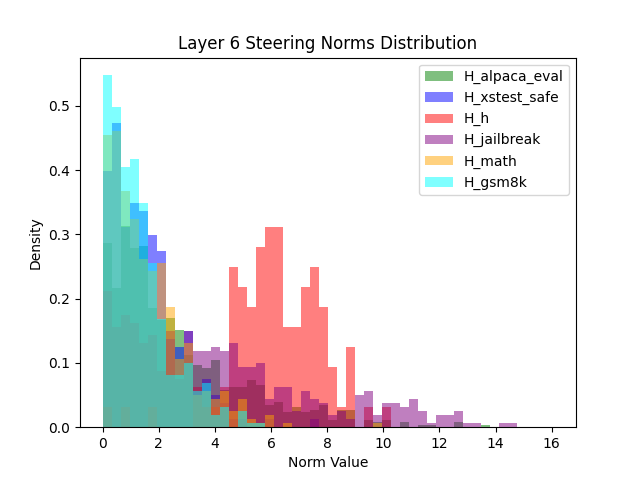 Layer 6 Steering Norms Distribution
H_alpaca_eval
H_xstest_safe
H_h
H_jailbreak
H_math
H_gsm8k
Density
0.5
0.4
0.3
0.2
0.1
0.0
0 2 4 6 8 10 12 14 16
Norm Value